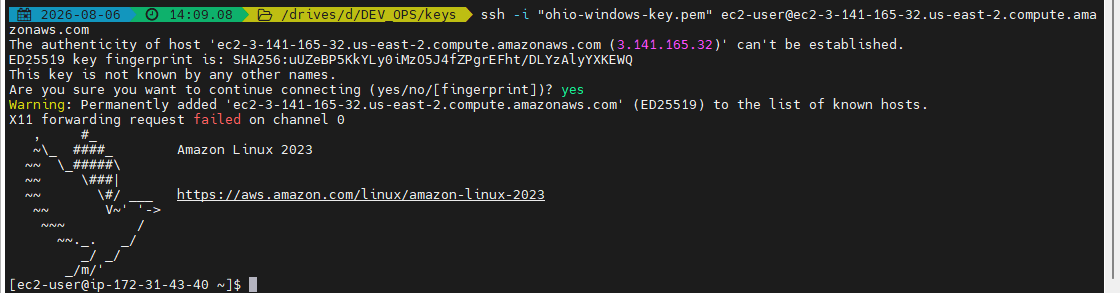 2026-08-06 14:09.08 /drives/d/DEV_OPS/keys ssh -i "ohio-windows-key.pem" ec2-user@ec2-3-141-165-32.us-east-2.compute.ama
zonaws.com
The authenticity of host 'ec2-3-141-165-32.us-east-2.compute.amazonaws.com (3.141.165.32)' can't be established.
ED25519 key fingerprint is: SHA256:uUZeBP5KkYLy0iMzO5J4fZPgrEFht/DLYzAlyYXKEWQ
This key is not known by any other names.
Are you sure you want to continue connecting (yes/no/[fingerprint])? yes
Warning: Permanently added 'ec2-3-141-165-32.us-east-2.compute.amazonaws.com' (ED25519) to the list of known hosts.
X11 forwarding request failed on channel 0
   ,     #_
   ~\_  ####_        Amazon Linux 2023
  ~~  \_#####\
  ~~     \###|
  ~~       \#/ ___   https://aws.amazon.com/linux/amazon-linux-2023
   ~~       V~' '->
    ~~~         /
      ~~._.   _/
         _/ _/
       _/m/'
[ec2-user@ip-172-31-43-40 ~]$